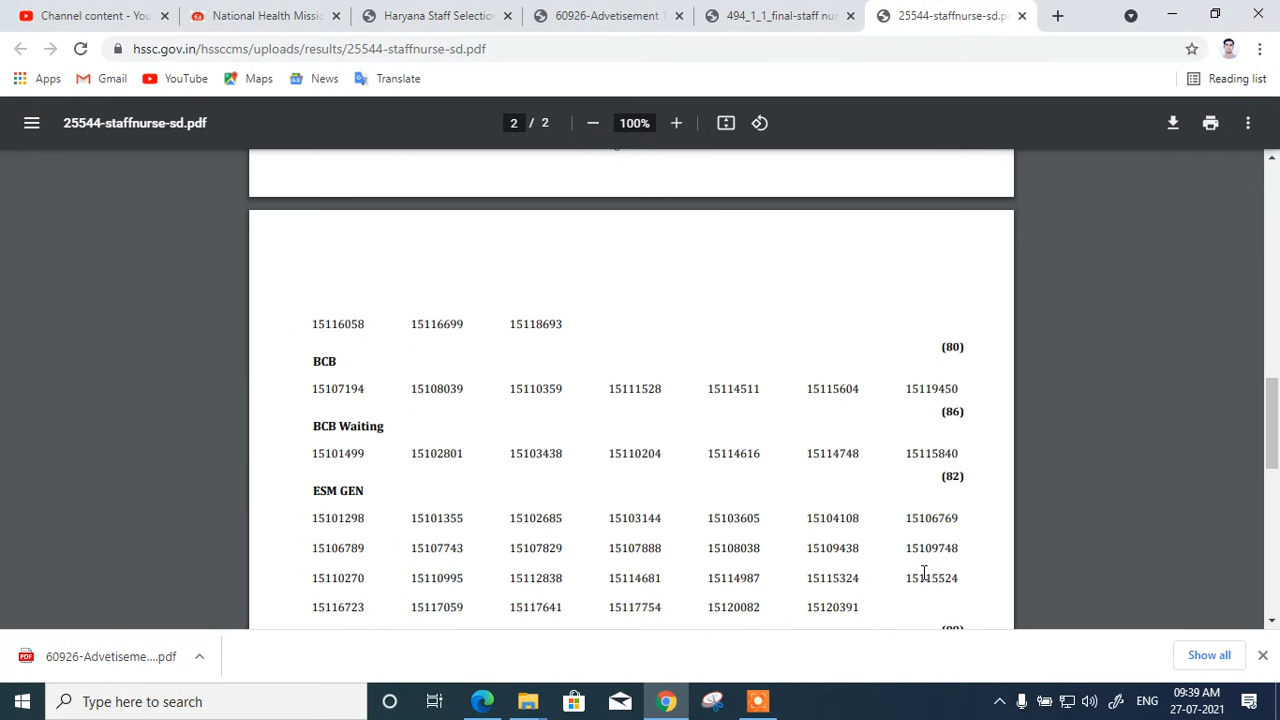 Channel content - You
National Health Missio
Haryana Staff Selectio
60926-Advetisement 1
494_1_1_final-staff nur
25544-staffnurse-sd.p
hssc.gov.in/hssccms/uploads/results/25544-staffnurse-sd.pdf
Apps Gmail YouTube Maps News Translate Reading list
25544-staffnurse-sd.pdf 2 / 2 100%
15116058 15116699 15118693
(80)
BCB
15107194 15108039 15110359 15111528 15114511 15115604 15119450
(86)
BCB Waiting
15101499 15102801 15103438 15110204 15114616 15114748 15115840
(82)
ESM GEN
15101298 15101355 15102685 15103144 15103605 15104108 15106769
15106789 15107743 15107829 15107888 15108038 15109438 15109748
15110270 15110995 15112838 15114681 15114987 15115324 15115524
15116723 15117059 15117641 15117754 15120082 15120391
60926-Advetiseme....pdf Show all
Type here to search ENG 09:39 AM
27-07-2021